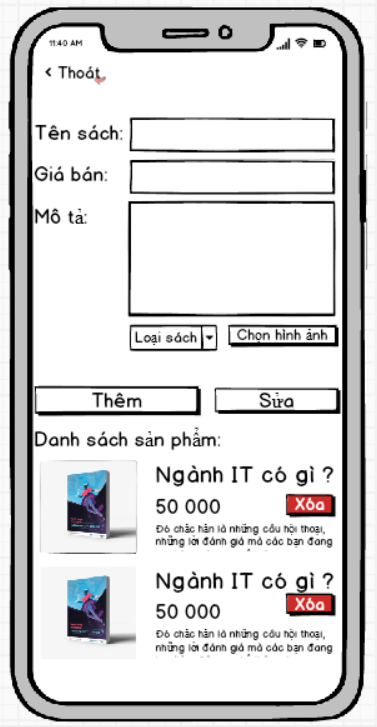 11:40 AM
< Thoát
Tên sách:
Giá bán:
Mô tả:
Loại sách
Chọn hình ảnh
Thêm
Sửa
Danh sách sản phẩm:
Ngành IT có gì ?
50 000
Xóa
Đó chắc hẳn là những câu hội thoại,
những lời đánh giá mà các bạn đang
Ngành IT có gì ?
50 000
Xóa
Đó chắc hẳn là những câu hội thoại,
những lời đánh giá mà các bạn đang